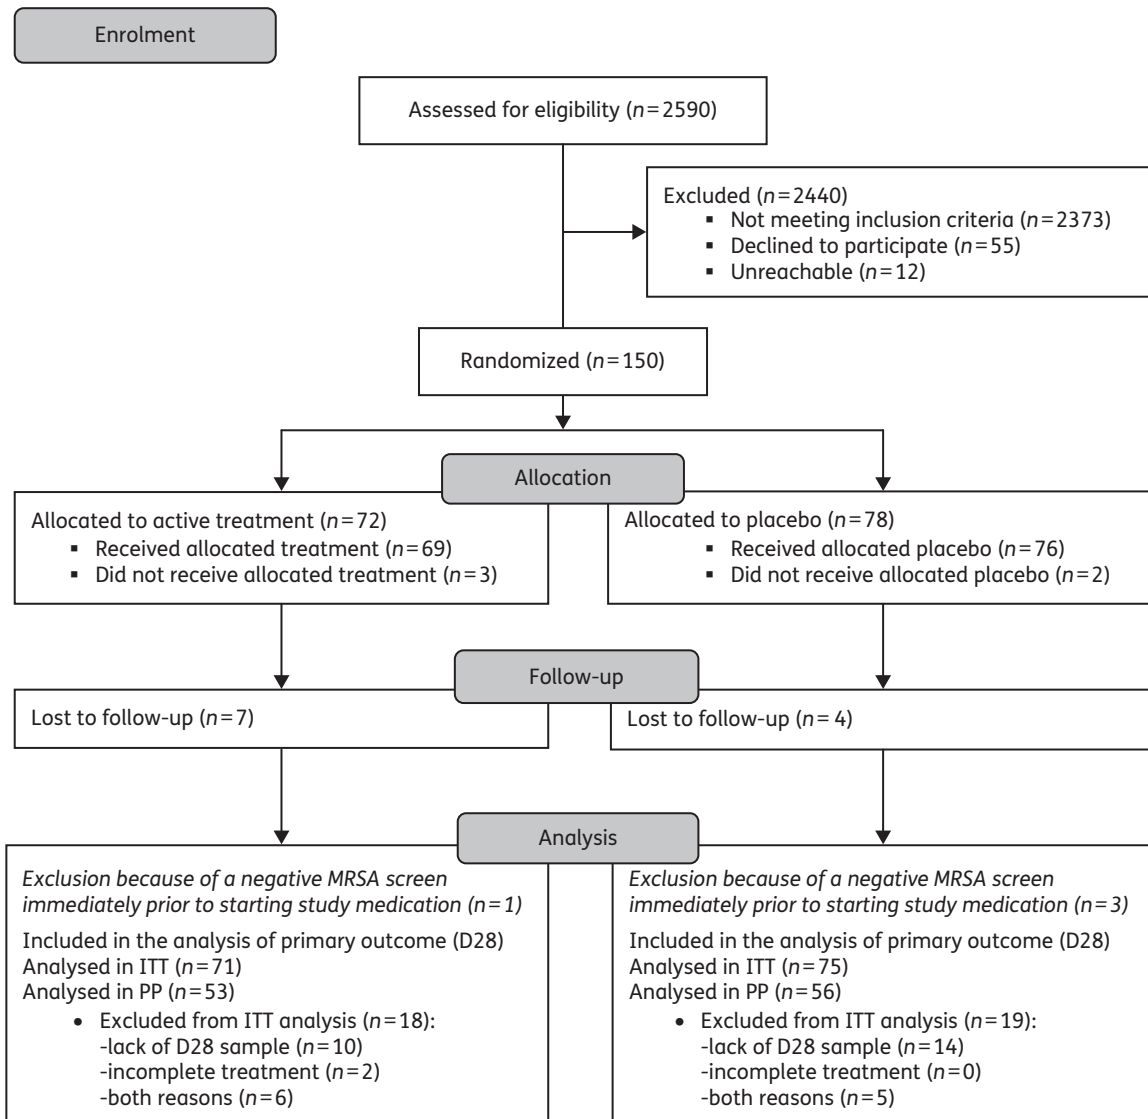 Enrolment
Assessed for eligibility (n=2590)
Excluded (n=2440)
▪ Not meeting inclusion criteria (n=2373)
▪ Declined to participate (n=55)
▪ Unreachable (n=12)
Randomized (n=150)
Allocation
Allocated to active treatment (n=72)
▪ Received allocated treatment (n=69)
▪ Did not receive allocated treatment (n=3)
Allocated to placebo (n=78)
▪ Received allocated placebo (n=76)
▪ Did not receive allocated placebo (n=2)
Follow-up
Lost to follow-up (n=7)
Lost to follow-up (n=4)
Analysis
Exclusion because of a negative MRSA screen
immediately prior to starting study medication (n=1)
Included in the analysis of primary outcome (D28)
Analysed in ITT (n=71)
Analysed in PP (n=53)
• Excluded from ITT analysis (n=18):
-lack of D28 sample (n=10)
-incomplete treatment (n=2)
-both reasons (n=6)
Exclusion because of a negative MRSA screen
immediately prior to starting study medication (n=3)
Included in the analysis of primary outcome (D28)
Analysed in ITT (n=75)
Analysed in PP (n=56)
• Excluded from ITT analysis (n=19):
-lack of D28 sample (n=14)
-incomplete treatment (n=0)
-both reasons (n=5)